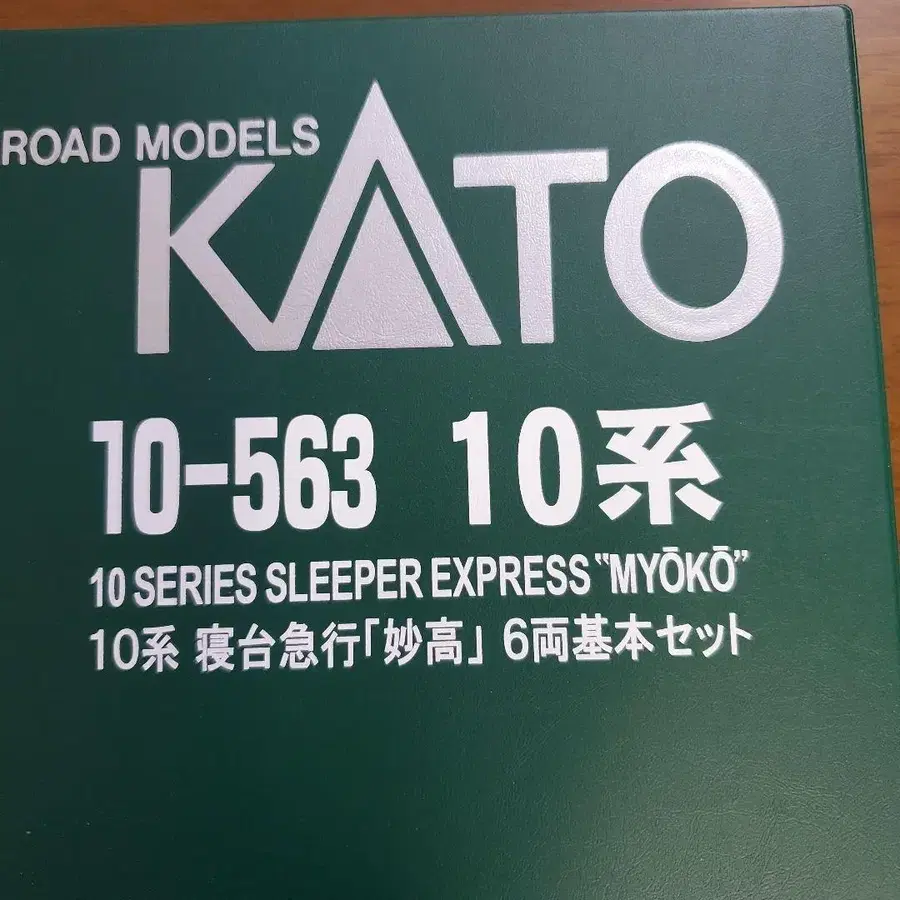 ROAD MODELS
KATO
10-563 10系
10 SERIES SLEEPER EXPRESS “MYŌKŌ”
10系 寝台急行「妙高」 6両基本セット